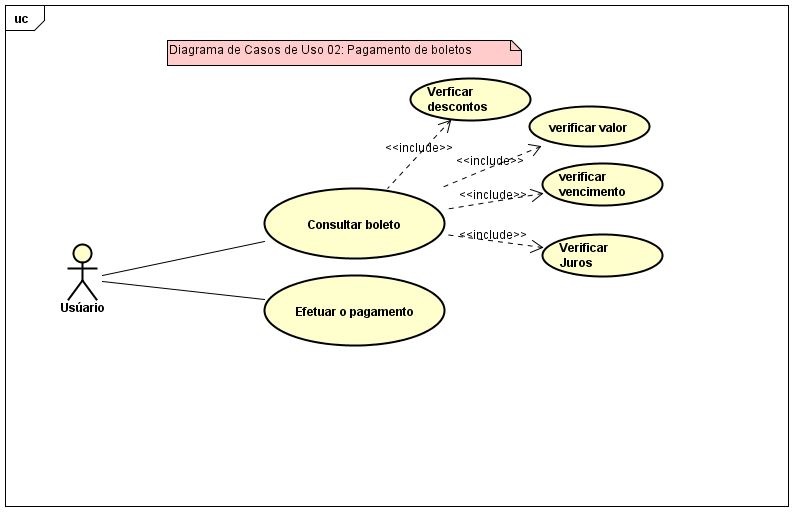 uc
Diagrama de Casos de Uso 02: Pagamento de boletos
Verficar
descontos
<<include>>
verificar valor
<<include>>
verificar
vencimento
<<include>>
Consultar boleto
<<include>>
Verificar
Juros
Usúario
Efetuar o pagamento